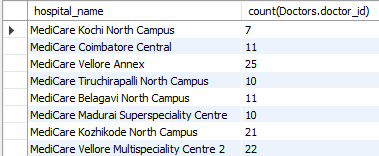 hospital_name count(Doctors.doctor_id)
MediCare Kochi North Campus 7
MediCare Coimbatore Central 11
MediCare Vellore Annex 25
MediCare Tiruchirapalli North Campus 10
MediCare Belagavi North Campus 11
MediCare Madurai Superspeciality Centre 10
MediCare Kozhikode North Campus 21
MediCare Vellore Multispeciality Centre 2 22